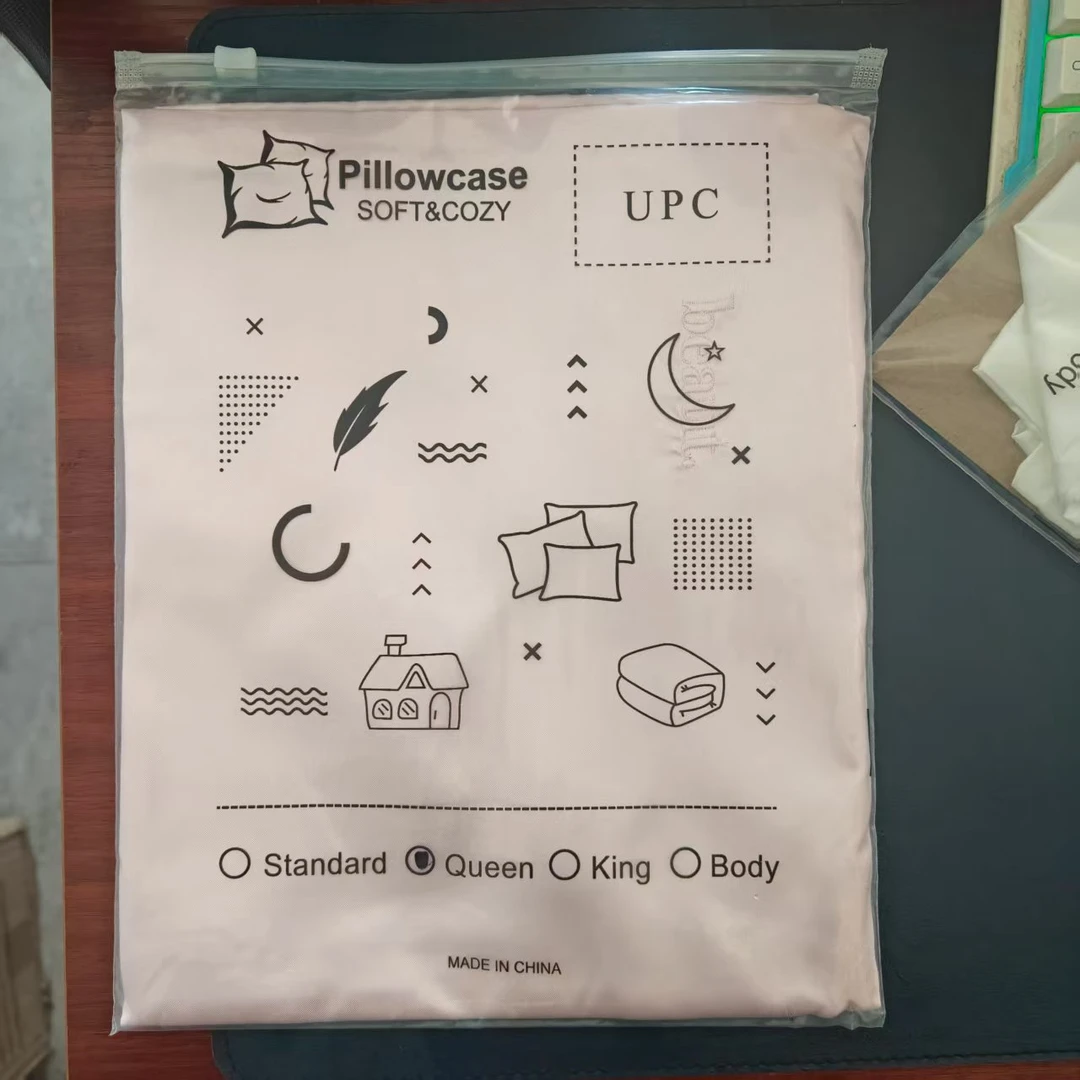 Pillowcase
SOFT&COZY
UPC
Standard Queen King Body
MADE IN CHINA